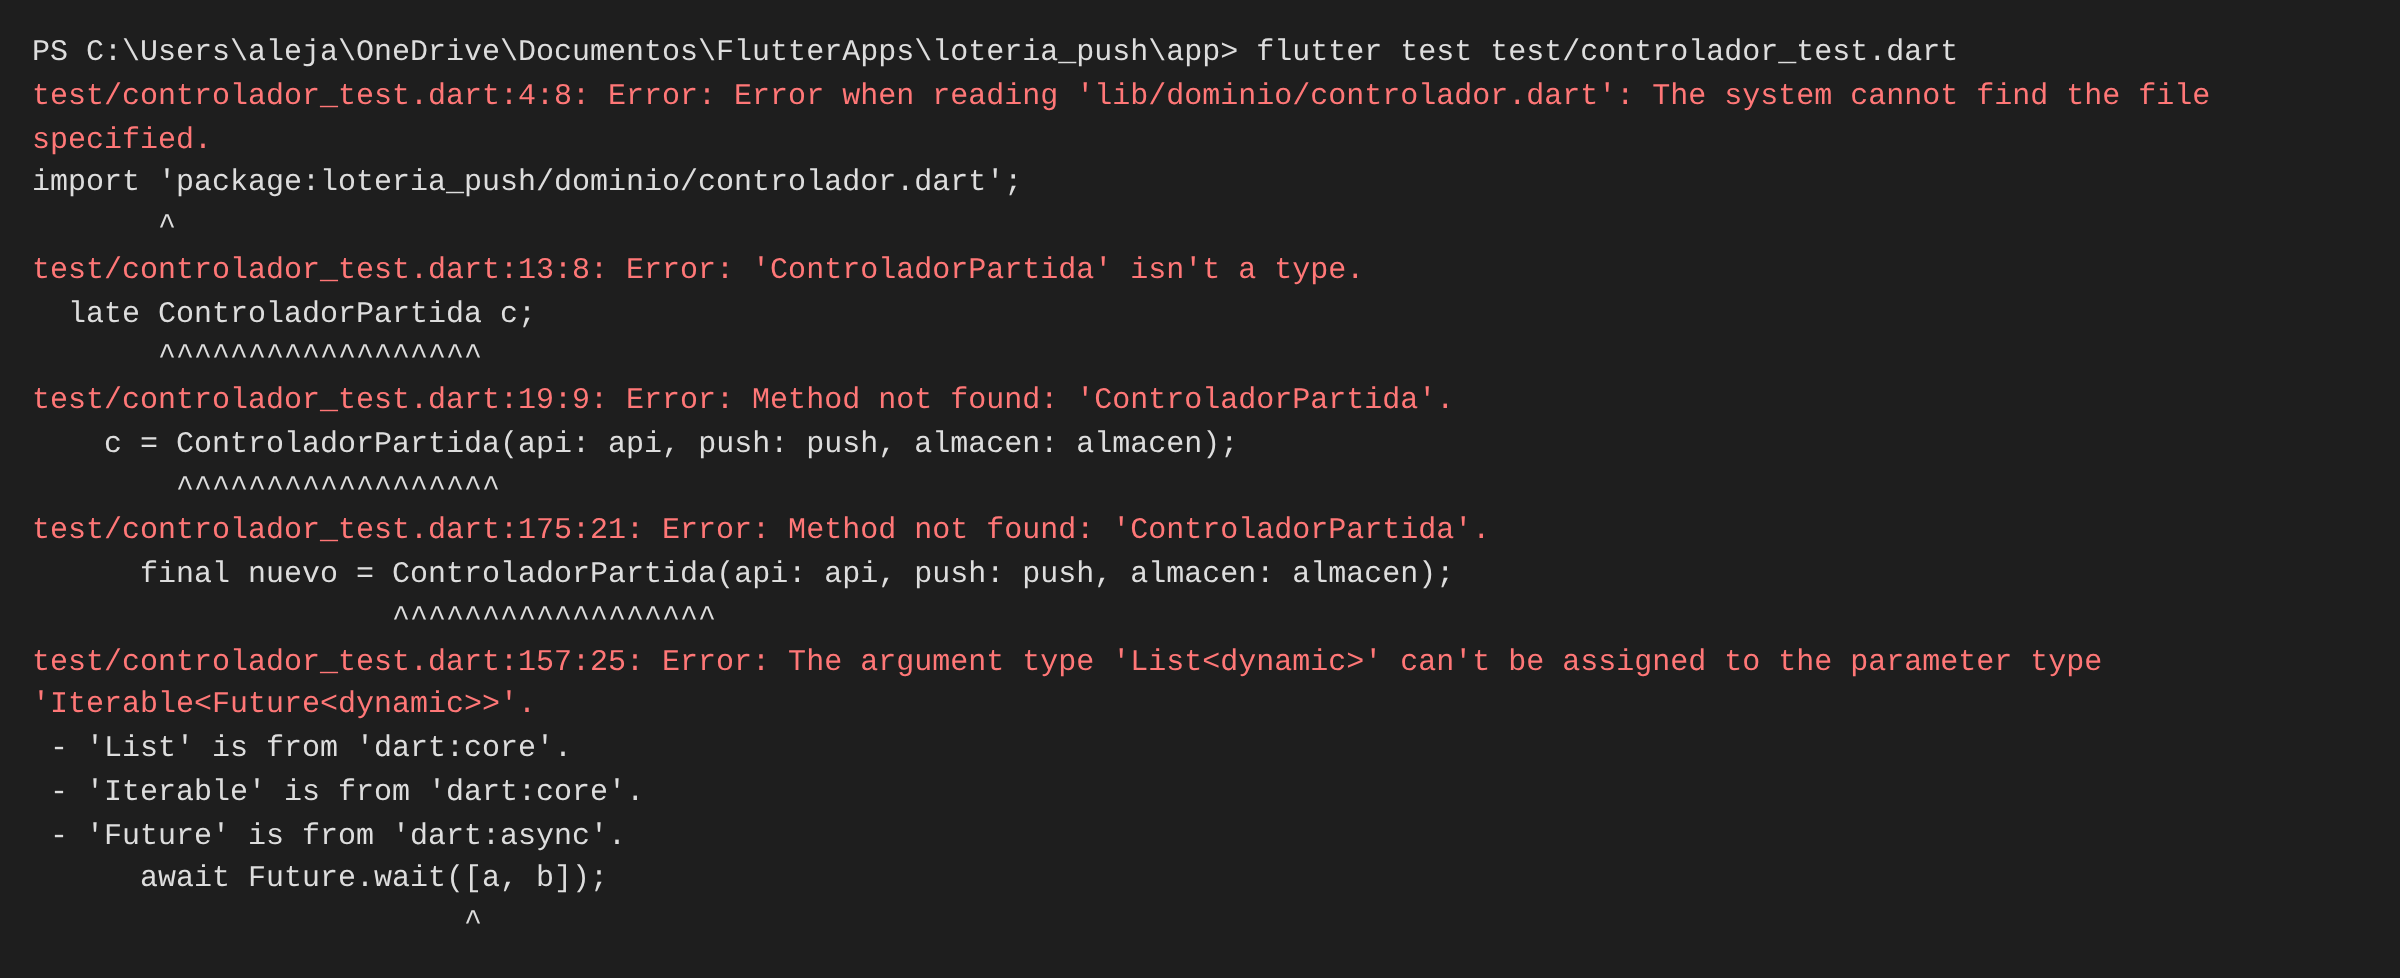 PS C:\Users\aleja\OneDrive\Documentos\FlutterApps\loteria_push\app> flutter test test/controlador_test.dart
test/controlador_test.dart:4:8: Error: Error when reading 'lib/dominio/controlador.dart': The system cannot find the file
specified.
import 'package:loteria_push/dominio/controlador.dart';
       ^
test/controlador_test.dart:13:8: Error: 'ControladorPartida' isn't a type.
  late ControladorPartida c;
       ^^^^^^^^^^^^^^^^^^
test/controlador_test.dart:19:9: Error: Method not found: 'ControladorPartida'.
    c = ControladorPartida(api: api, push: push, almacen: almacen);
        ^^^^^^^^^^^^^^^^^^
test/controlador_test.dart:175:21: Error: Method not found: 'ControladorPartida'.
      final nuevo = ControladorPartida(api: api, push: push, almacen: almacen);
                    ^^^^^^^^^^^^^^^^^^
test/controlador_test.dart:157:25: Error: The argument type 'List<dynamic>' can't be assigned to the parameter type
'Iterable<Future<dynamic>>'.
 - 'List' is from 'dart:core'.
 - 'Iterable' is from 'dart:core'.
 - 'Future' is from 'dart:async'.
      await Future.wait([a, b]);
                        ^